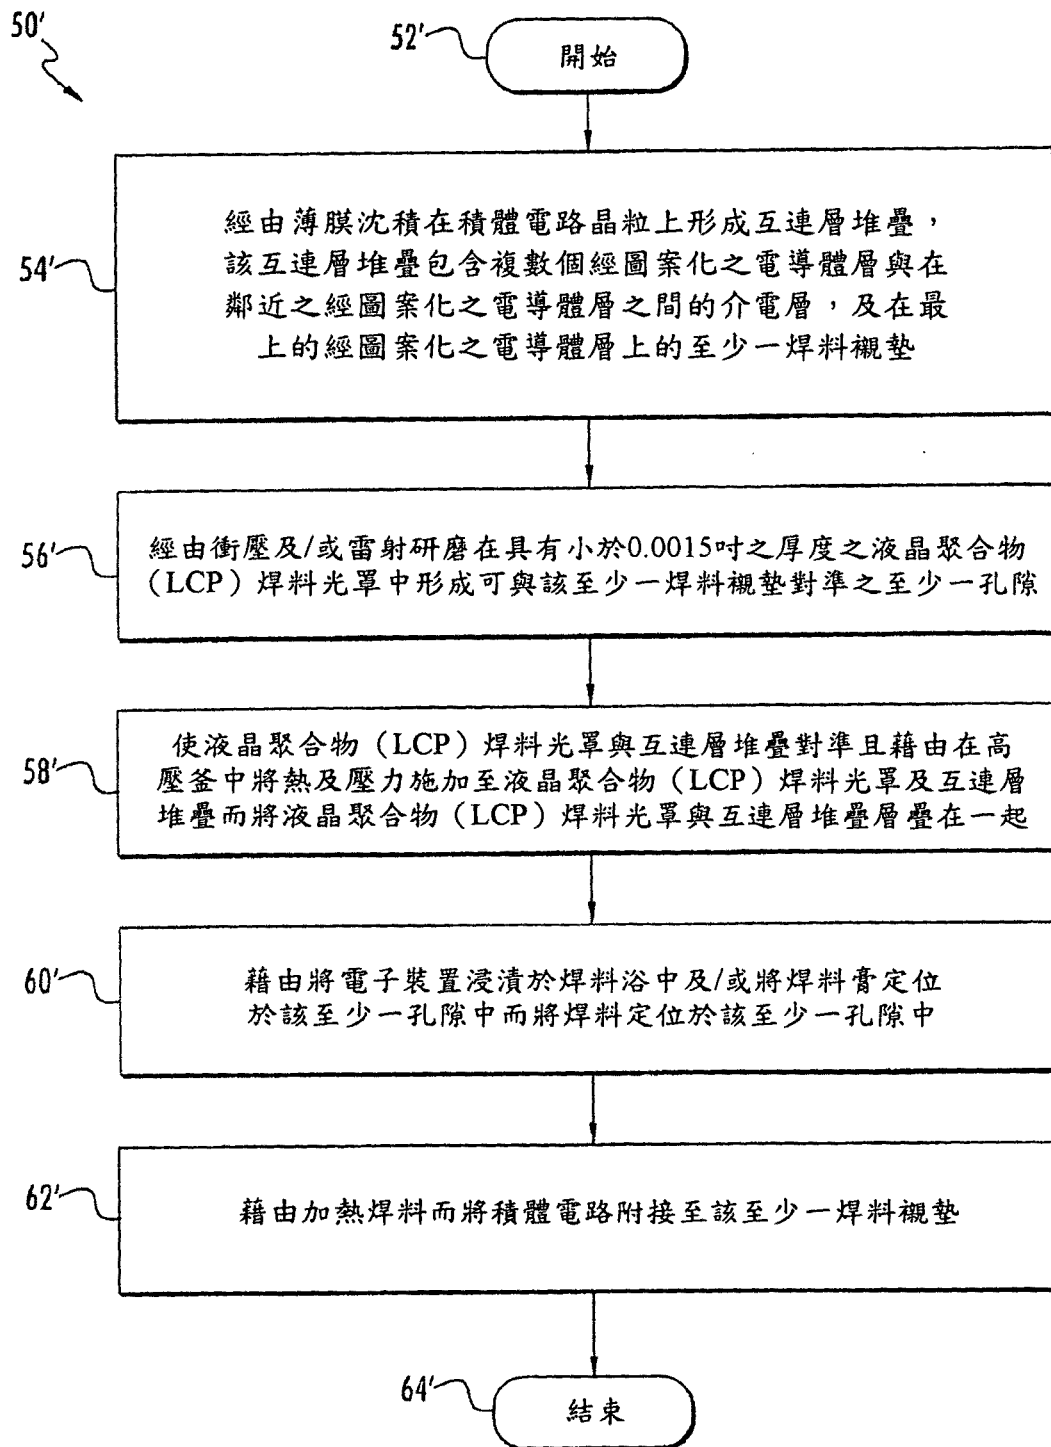 50'
52'
開始
54'
經由薄膜沈積在積體電路晶粒上形成互連層堆疊，
該互連層堆疊包含複數個經圖案化之電導體層與在
鄰近之經圖案化之電導體層之間的介電層，及在最
上的經圖案化之電導體層上的至少一焊料襯墊
56'
經由衝壓及/或雷射研磨在具有小於0.0015吋之厚度之液晶聚合物
（LCP）焊料光罩中形成可與該至少一焊料襯墊對準之至少一孔隙
58'
使液晶聚合物（LCP）焊料光罩與互連層堆疊對準且藉由在高
壓釜中將熱及壓力施加至液晶聚合物（LCP）焊料光罩及互連層
堆疊而將液晶聚合物（LCP）焊料光罩與互連層堆疊層疊在一起
60'
藉由將電子裝置浸漬於焊料浴中及/或將焊料膏定位
於該至少一孔隙中而將焊料定位於該至少一孔隙中
62'
藉由加熱焊料而將積體電路附接至該至少一焊料襯墊
64'
結束